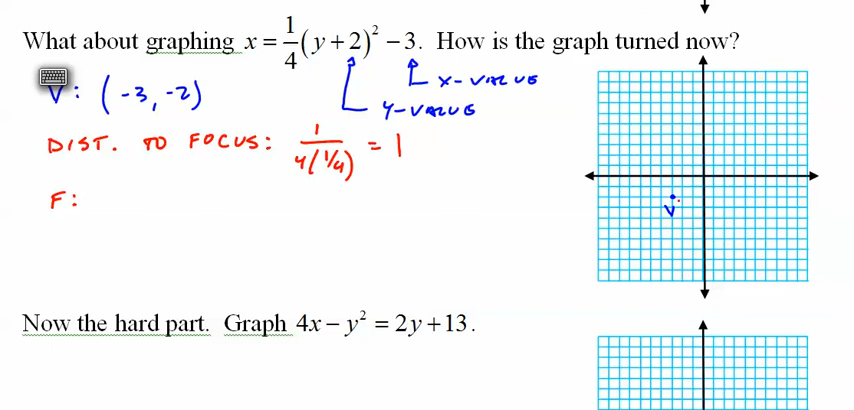 What about graphing x = 1/4 (y+2)² − 3. How is the graph turned now?
V: (-3, -2)
X-VALUE
Y-VALUE
DIST. TO FOCUS: 1/4(1/4) = 1
F:
V
Now the hard part. Graph 4x − y² = 2y + 13.